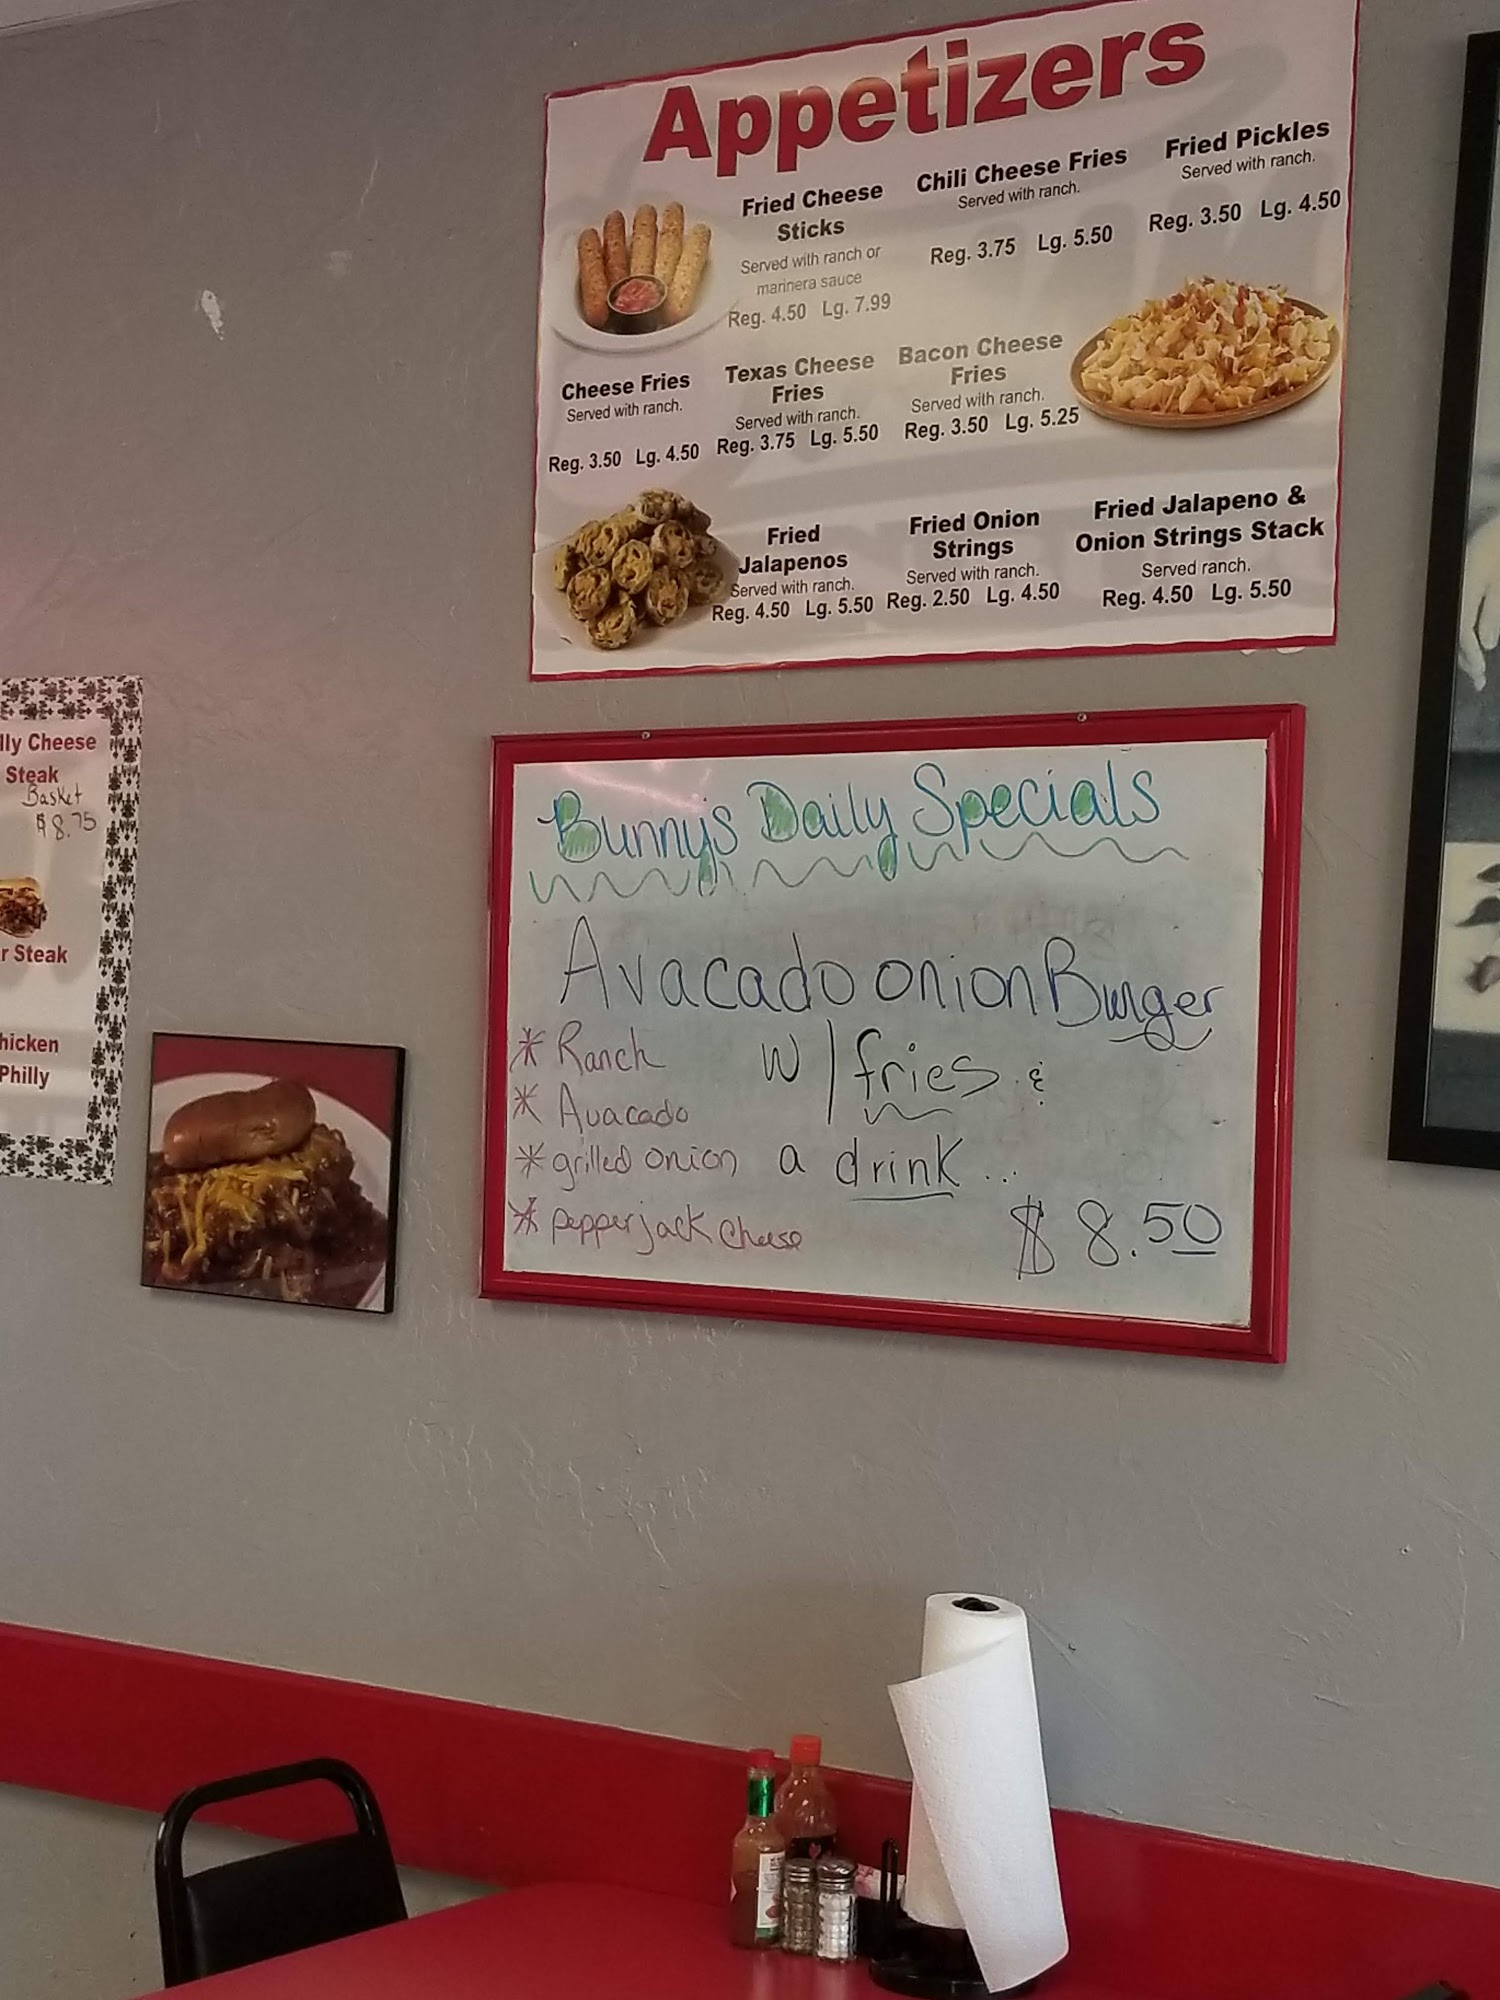 Appetizers
Fried Cheese
Sticks
Served with ranch or
marinera sauce
Reg. 4.50 Lg. 7.99
Chili Cheese Fries
Served with ranch.
Reg. 3.75 Lg. 5.50
Fried Pickles
Served with ranch.
Reg. 3.50 Lg. 4.50
Cheese Fries
Served with ranch.
Reg. 3.50 Lg. 4.50
Texas Cheese
Fries
Served with ranch.
Reg. 3.75 Lg. 5.50
Bacon Cheese
Fries
Served with ranch.
Reg. 3.50 Lg. 5.25
Fried
Jalapenos
Served with ranch.
Reg. 4.50 Lg. 5.50
Fried Onion
Strings
Served with ranch.
Reg. 2.50 Lg. 4.50
Fried Jalapeno &
Onion Strings Stack
Served ranch.
Reg. 4.50 Lg. 5.50
lly Cheese
Steak
Basket
$8.75
r Steak
hicken
Philly
Bunny's Daily Specials
Avacado onion Burger
* Ranch
* Avacado
* grilled onion
* pepperjack cheese
w/ fries &
a drink...
$8.50